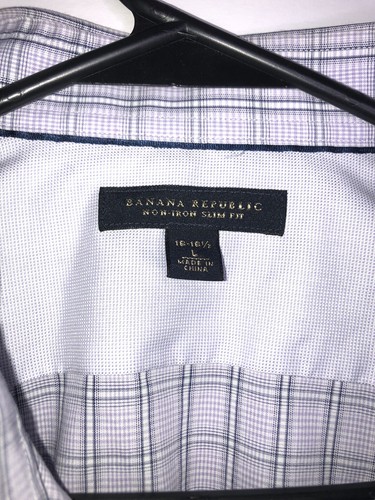 BANANA REPUBLIC
NON-IRON SLIM FIT
16-16½
L
MADE IN
CHINA